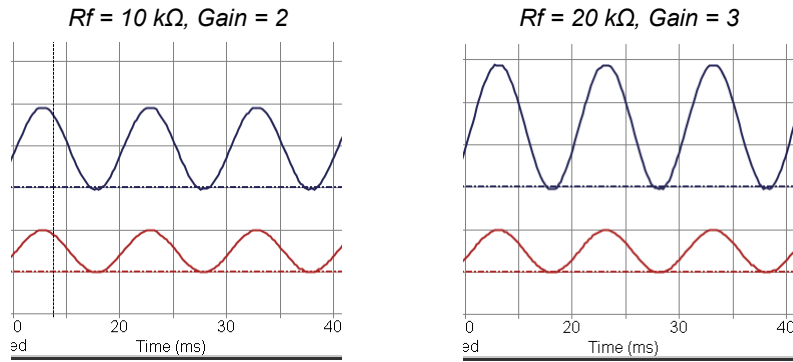 Rf = 10 kΩ, Gain = 2
0 20 30 40
ed Time (ms)
Rf = 20 kΩ, Gain = 3
0 20 30 40
ed Time (ms)